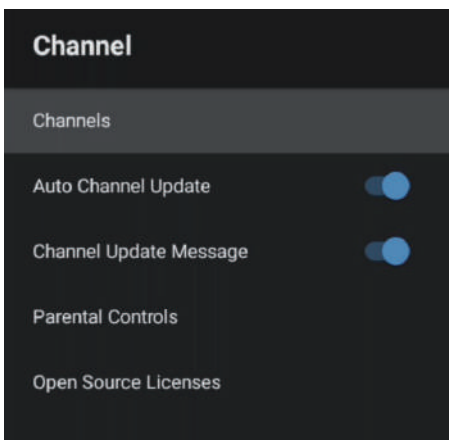 Channel
Channels
Auto Channel Update
Channel Update Message
Parental Controls
Open Source Licenses